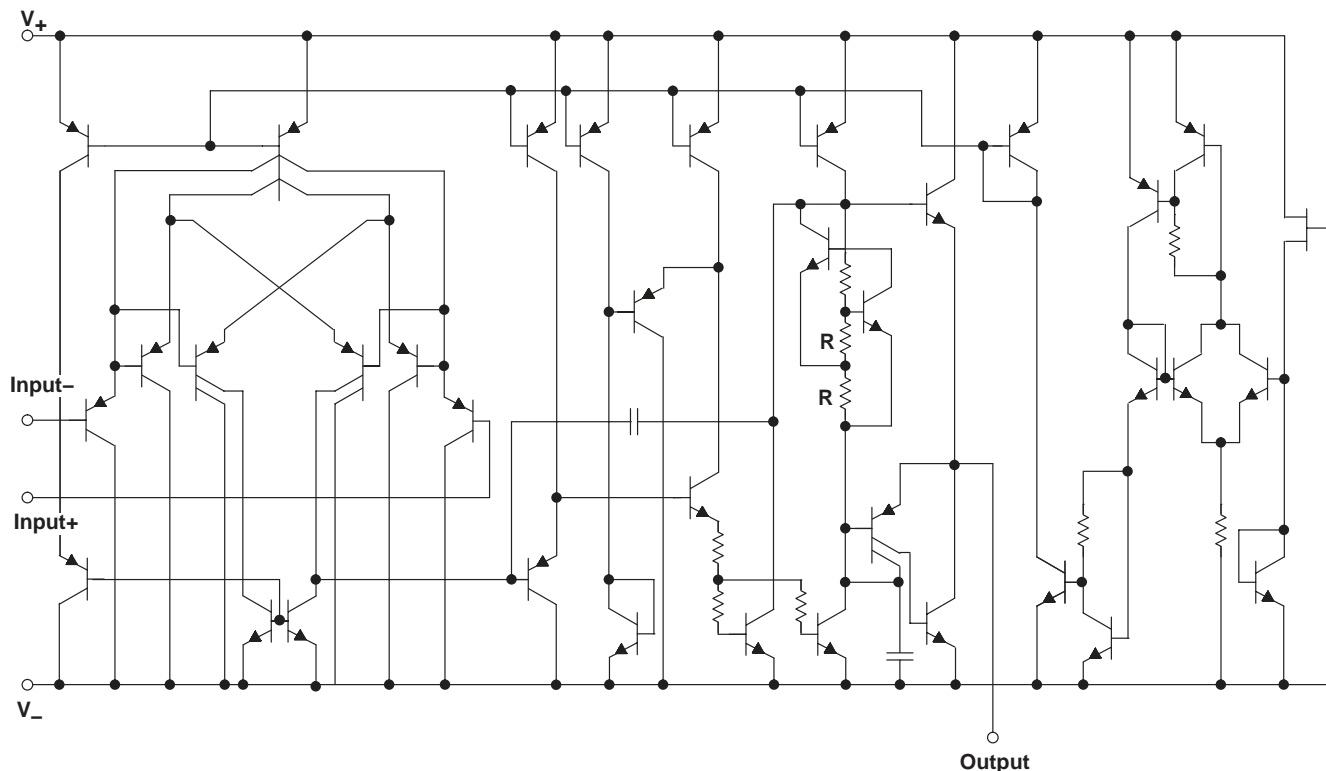 V+
Input–
Input+
R
R
V–
Output